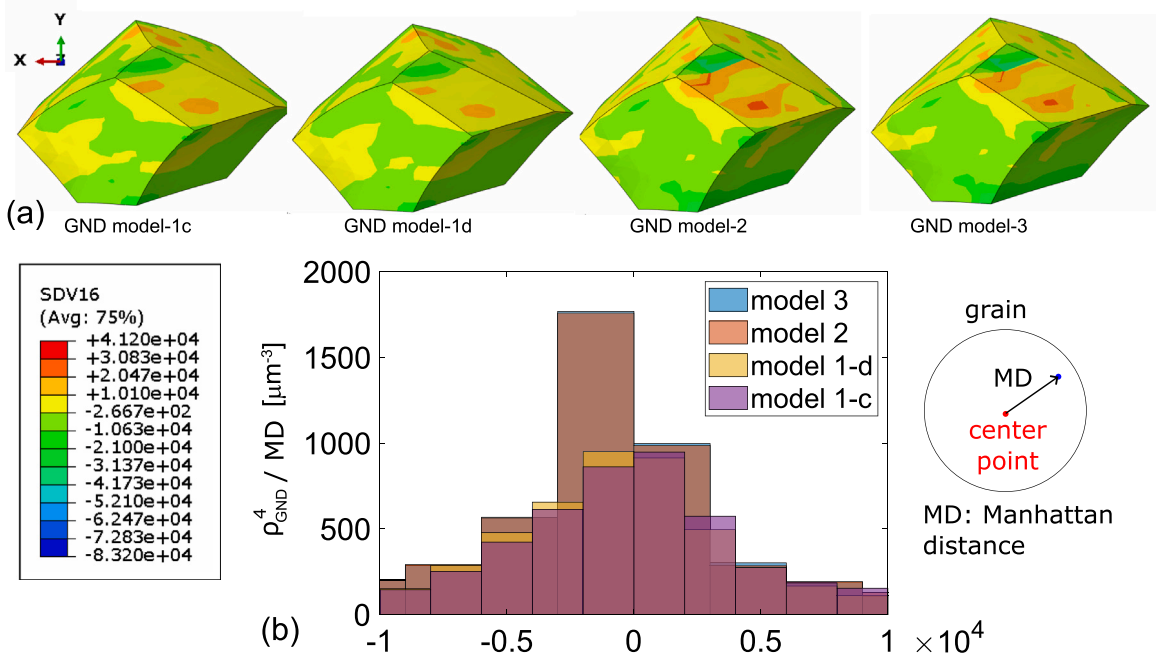 Y
X
Z
(a)
GND model-1c
GND model-1d
GND model-2
GND model-3
SDV16
(Avg: 75%)
+4.120e+04
+3.083e+04
+2.047e+04
+1.010e+04
-2.667e+02
-1.063e+04
-2.100e+04
-3.137e+04
-4.173e+04
-5.210e+04
-6.247e+04
-7.283e+04
-8.320e+04
2000
1500
1000
500
0
ρ⁴GND / MD [μm⁻³]
model 3
model 2
model 1-d
model 1-c
-1
-0.5
0
0.5
1
×10⁴
(b)
grain
MD
center
point
MD: Manhattan
distance